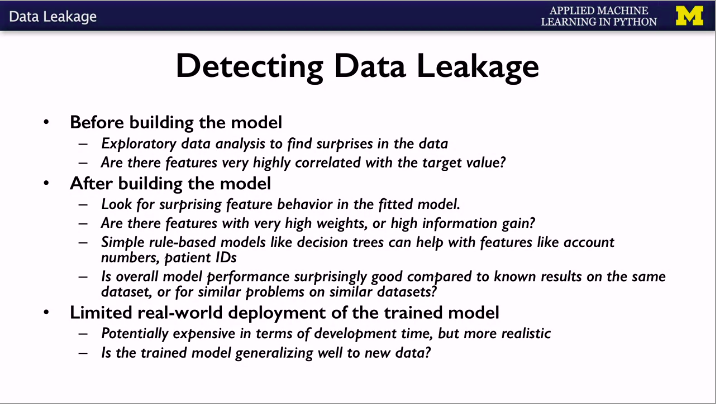 Data Leakage
APPLIED MACHINE
LEARNING IN PYTHON
M
Detecting Data Leakage
• Before building the model
– Exploratory data analysis to find surprises in the data
– Are there features very highly correlated with the target value?
• After building the model
– Look for surprising feature behavior in the fitted model.
– Are there features with very high weights, or high information gain?
– Simple rule-based models like decision trees can help with features like account
numbers, patient IDs
– Is overall model performance surprisingly good compared to known results on the same
dataset, or for similar problems on similar datasets?
• Limited real-world deployment of the trained model
– Potentially expensive in terms of development time, but more realistic
– Is the trained model generalizing well to new data?